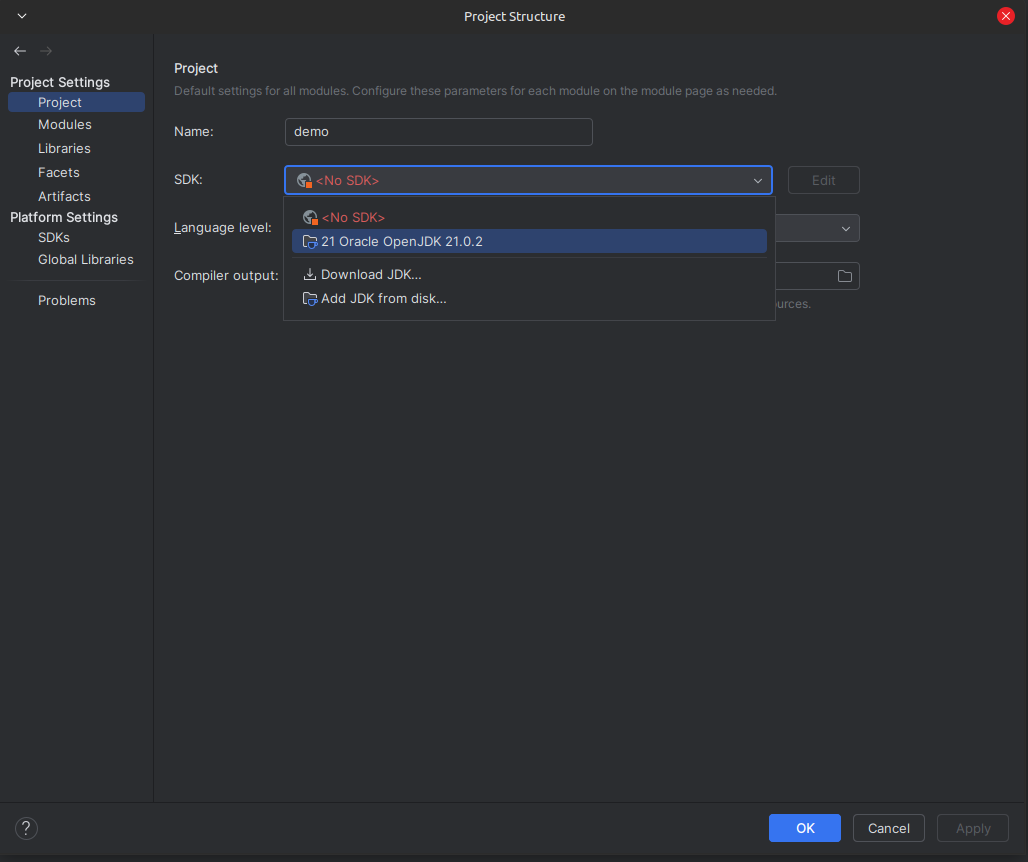 Project Structure
Project Settings
Project
Modules
Libraries
Facets
Artifacts
Platform Settings
SDKs
Global Libraries
Problems
Project
Default settings for all modules. Configure these parameters for each module on the module page as needed.
Name: demo
SDK: <No SDK> Edit
<No SDK>
Language level:
21 Oracle OpenJDK 21.0.2
Compiler output:
Download JDK...
Add JDK from disk...
? OK Cancel Apply